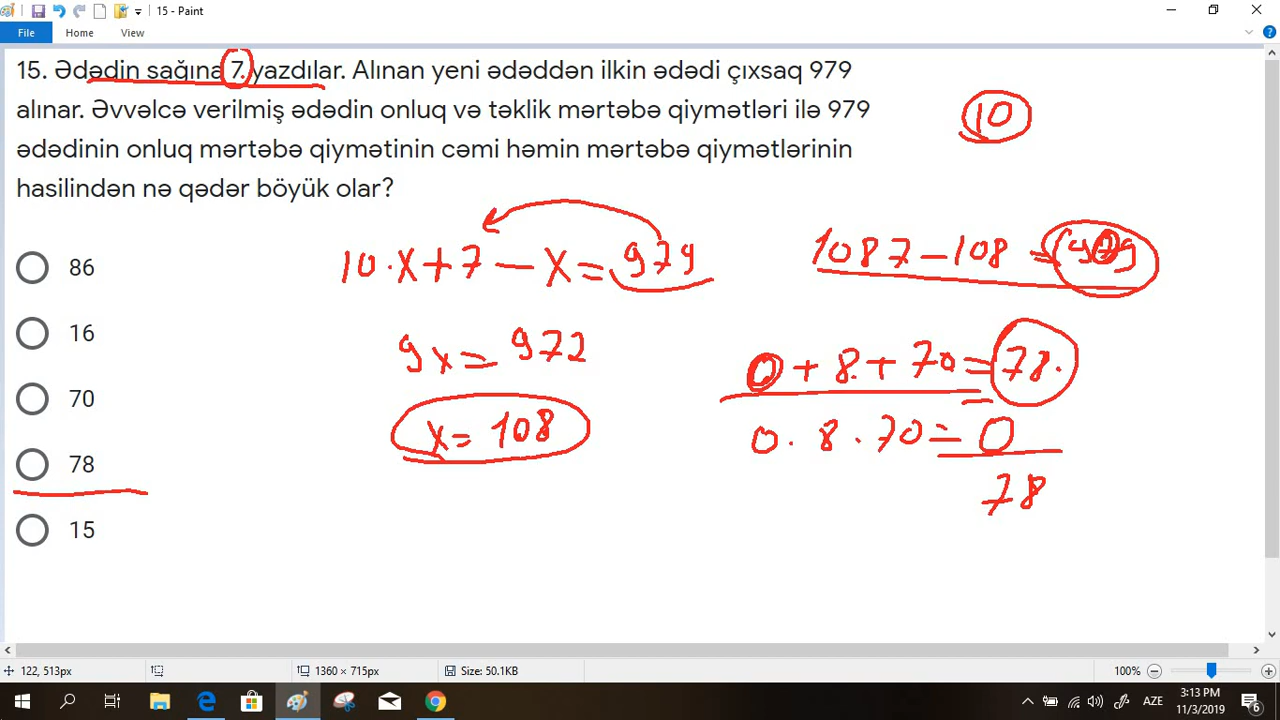 15 - Paint
File Home View
15. Ədədin sağına 7 yazdılar. Alınan yeni ədəddən ilkin ədədi çıxsaq 979
alınar. Əvvəlcə verilmiş ədədin onluq və təklik mərtəbə qiymətləri ilə 979
ədədinin onluq mərtəbə qiymətinin cəmi həmin mərtəbə qiymətlərinin
hasilindən nə qədər böyük olar?
10
86
16
70
78
15
10·x+7-x=979
9x=972
x=108
1087-108=979
0+8+70=78.
0·8·70=0
78
122, 513px
1360 × 715px
Size: 50.1KB
100%
AZE
3:13 PM
11/3/2019
6